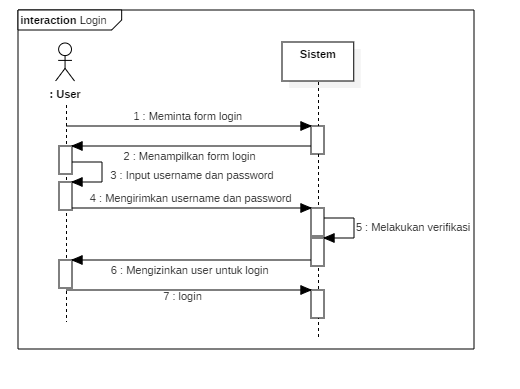 interaction Login
Sistem
: User
1 : Meminta form login
2 : Menampilkan form login
3 : Input username dan password
4 : Mengirimkan username dan password
5 : Melakukan verifikasi
6 : Mengizinkan user untuk login
7 : login